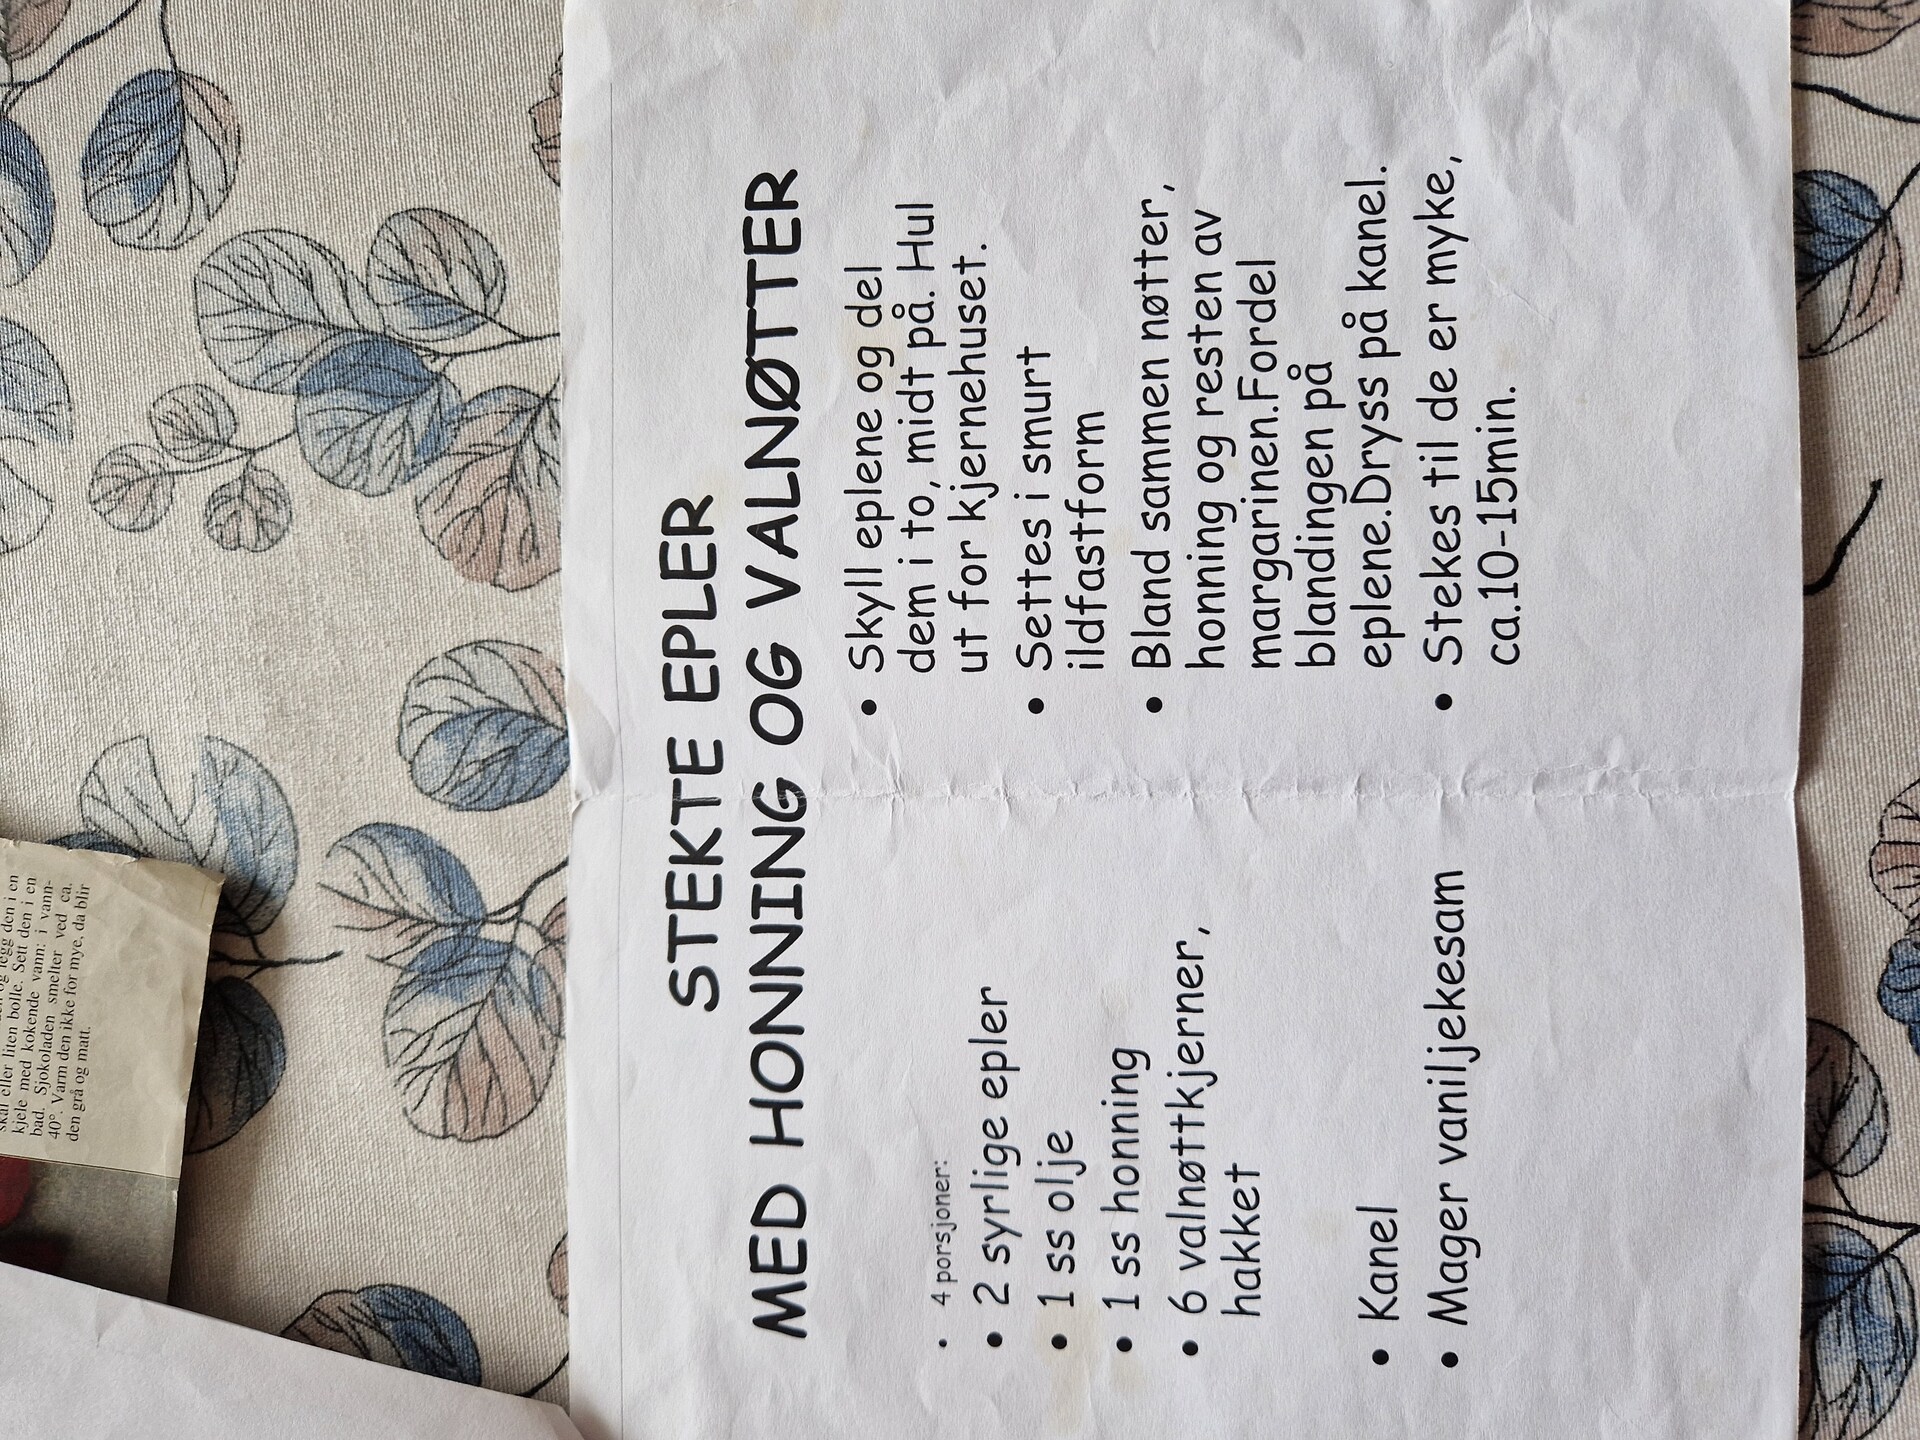 og legg den i en
skål eller liten bolle. Sett den i en
kjele med kokende vann: i vann-
bad. Sjokoladen smelter ved ca.
40°. Varm den ikke for mye, da blir
den grå og matt.
STEKTE EPLER
MED HONNING OG VALNØTTER
• 4 porsjoner:
• 2 syrlige epler
• 1 ss olje
• 1 ss honning
• 6 valnøttkjerner,
hakket
• Kanel
• Mager vaniljekesam
• Skyll eplene og del
dem i to, midt på. Hul
ut for kjernehuset.
• Settes i smurt
ildfastform
• Bland sammen nøtter,
honning og resten av
margarinen.Fordel
blandingen på
eplene.Dryss på kanel.
• Stekes til de er myke,
ca.10-15min.